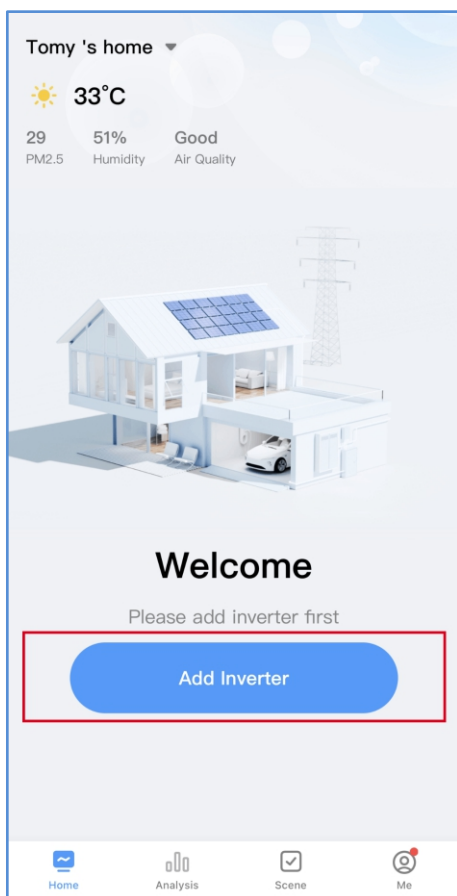 Tomy 's home
33°C
29 51% Good
PM2.5 Humidity Air Quality
Welcome
Please add inverter first
Add Inverter
Home Analysis Scene Me